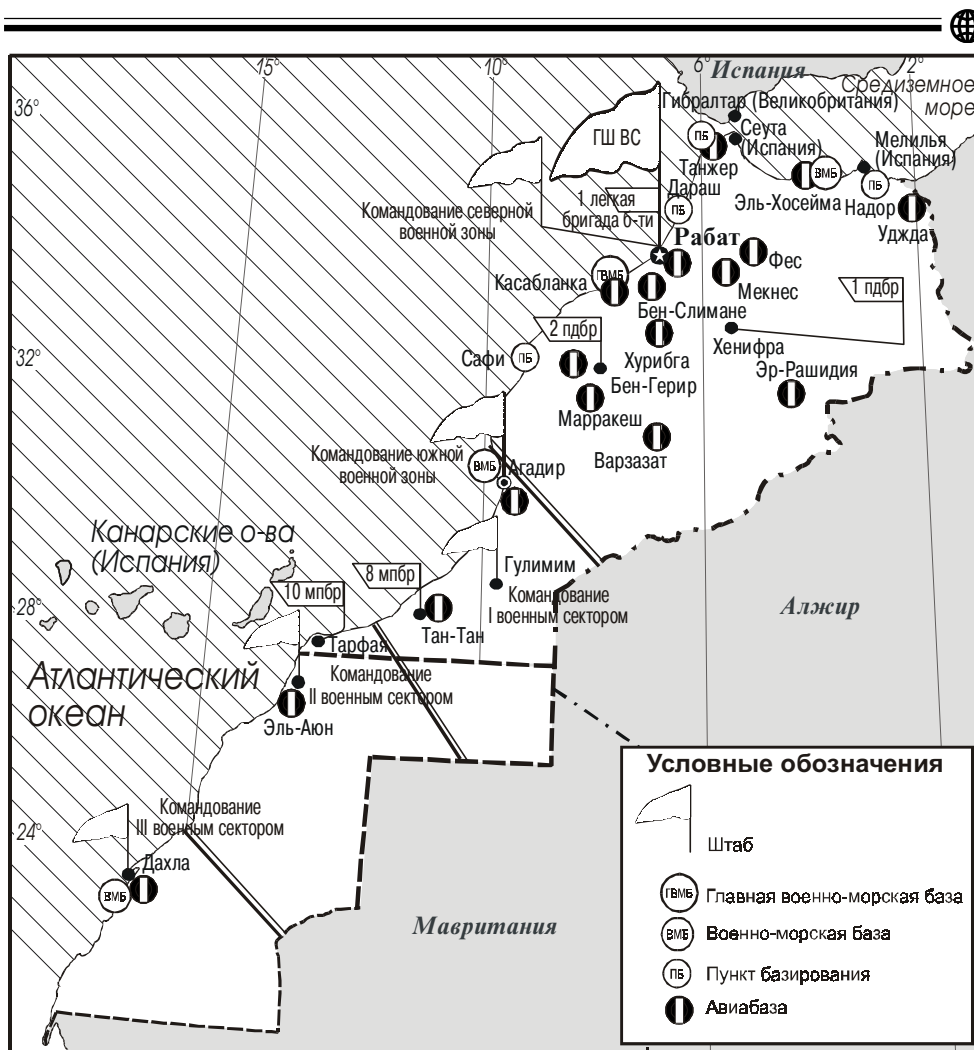 15°
10°
6°
2°
36°
Испания
Средиземное
море
Гибралтар (Великобритания)
Сеута
(Испания)
Мелилья
(Испания)
ПБ
Танжер
ГШ ВС
Командование северной
военной зоны
1 легкая
бригада б-ти
Дараш
ПБ
ВМБ
Эль-Хосейма
ПБ
Надор
Уджда
Рабат
Фес
Мекнес
Касабланка
ГВМБ
Бен-Слимане
1 пдбр
2 пдбр
Хенифра
32°
Сафи
ПБ
Хурибга
Бен-Герир
Эр-Рашидия
Марракеш
Варзазат
Командование южной
военной зоны
ВМБ
Агадир
Канарские о-ва
(Испания)
28°
10 мпбр
8 мпбр
Гулимим
Командование
I военным сектором
Тан-Тан
Тарфая
Алжир
Атлантический
океан
Командование
II военным сектором
Эль-Аюн
24°
Командование
III военным сектором
Дахла
ВМБ
Мавритания
Условные обозначения
Штаб
ГВМБ Главная военно-морская база
ВМБ Военно-морская база
ПБ Пункт базирования
Авиабаза